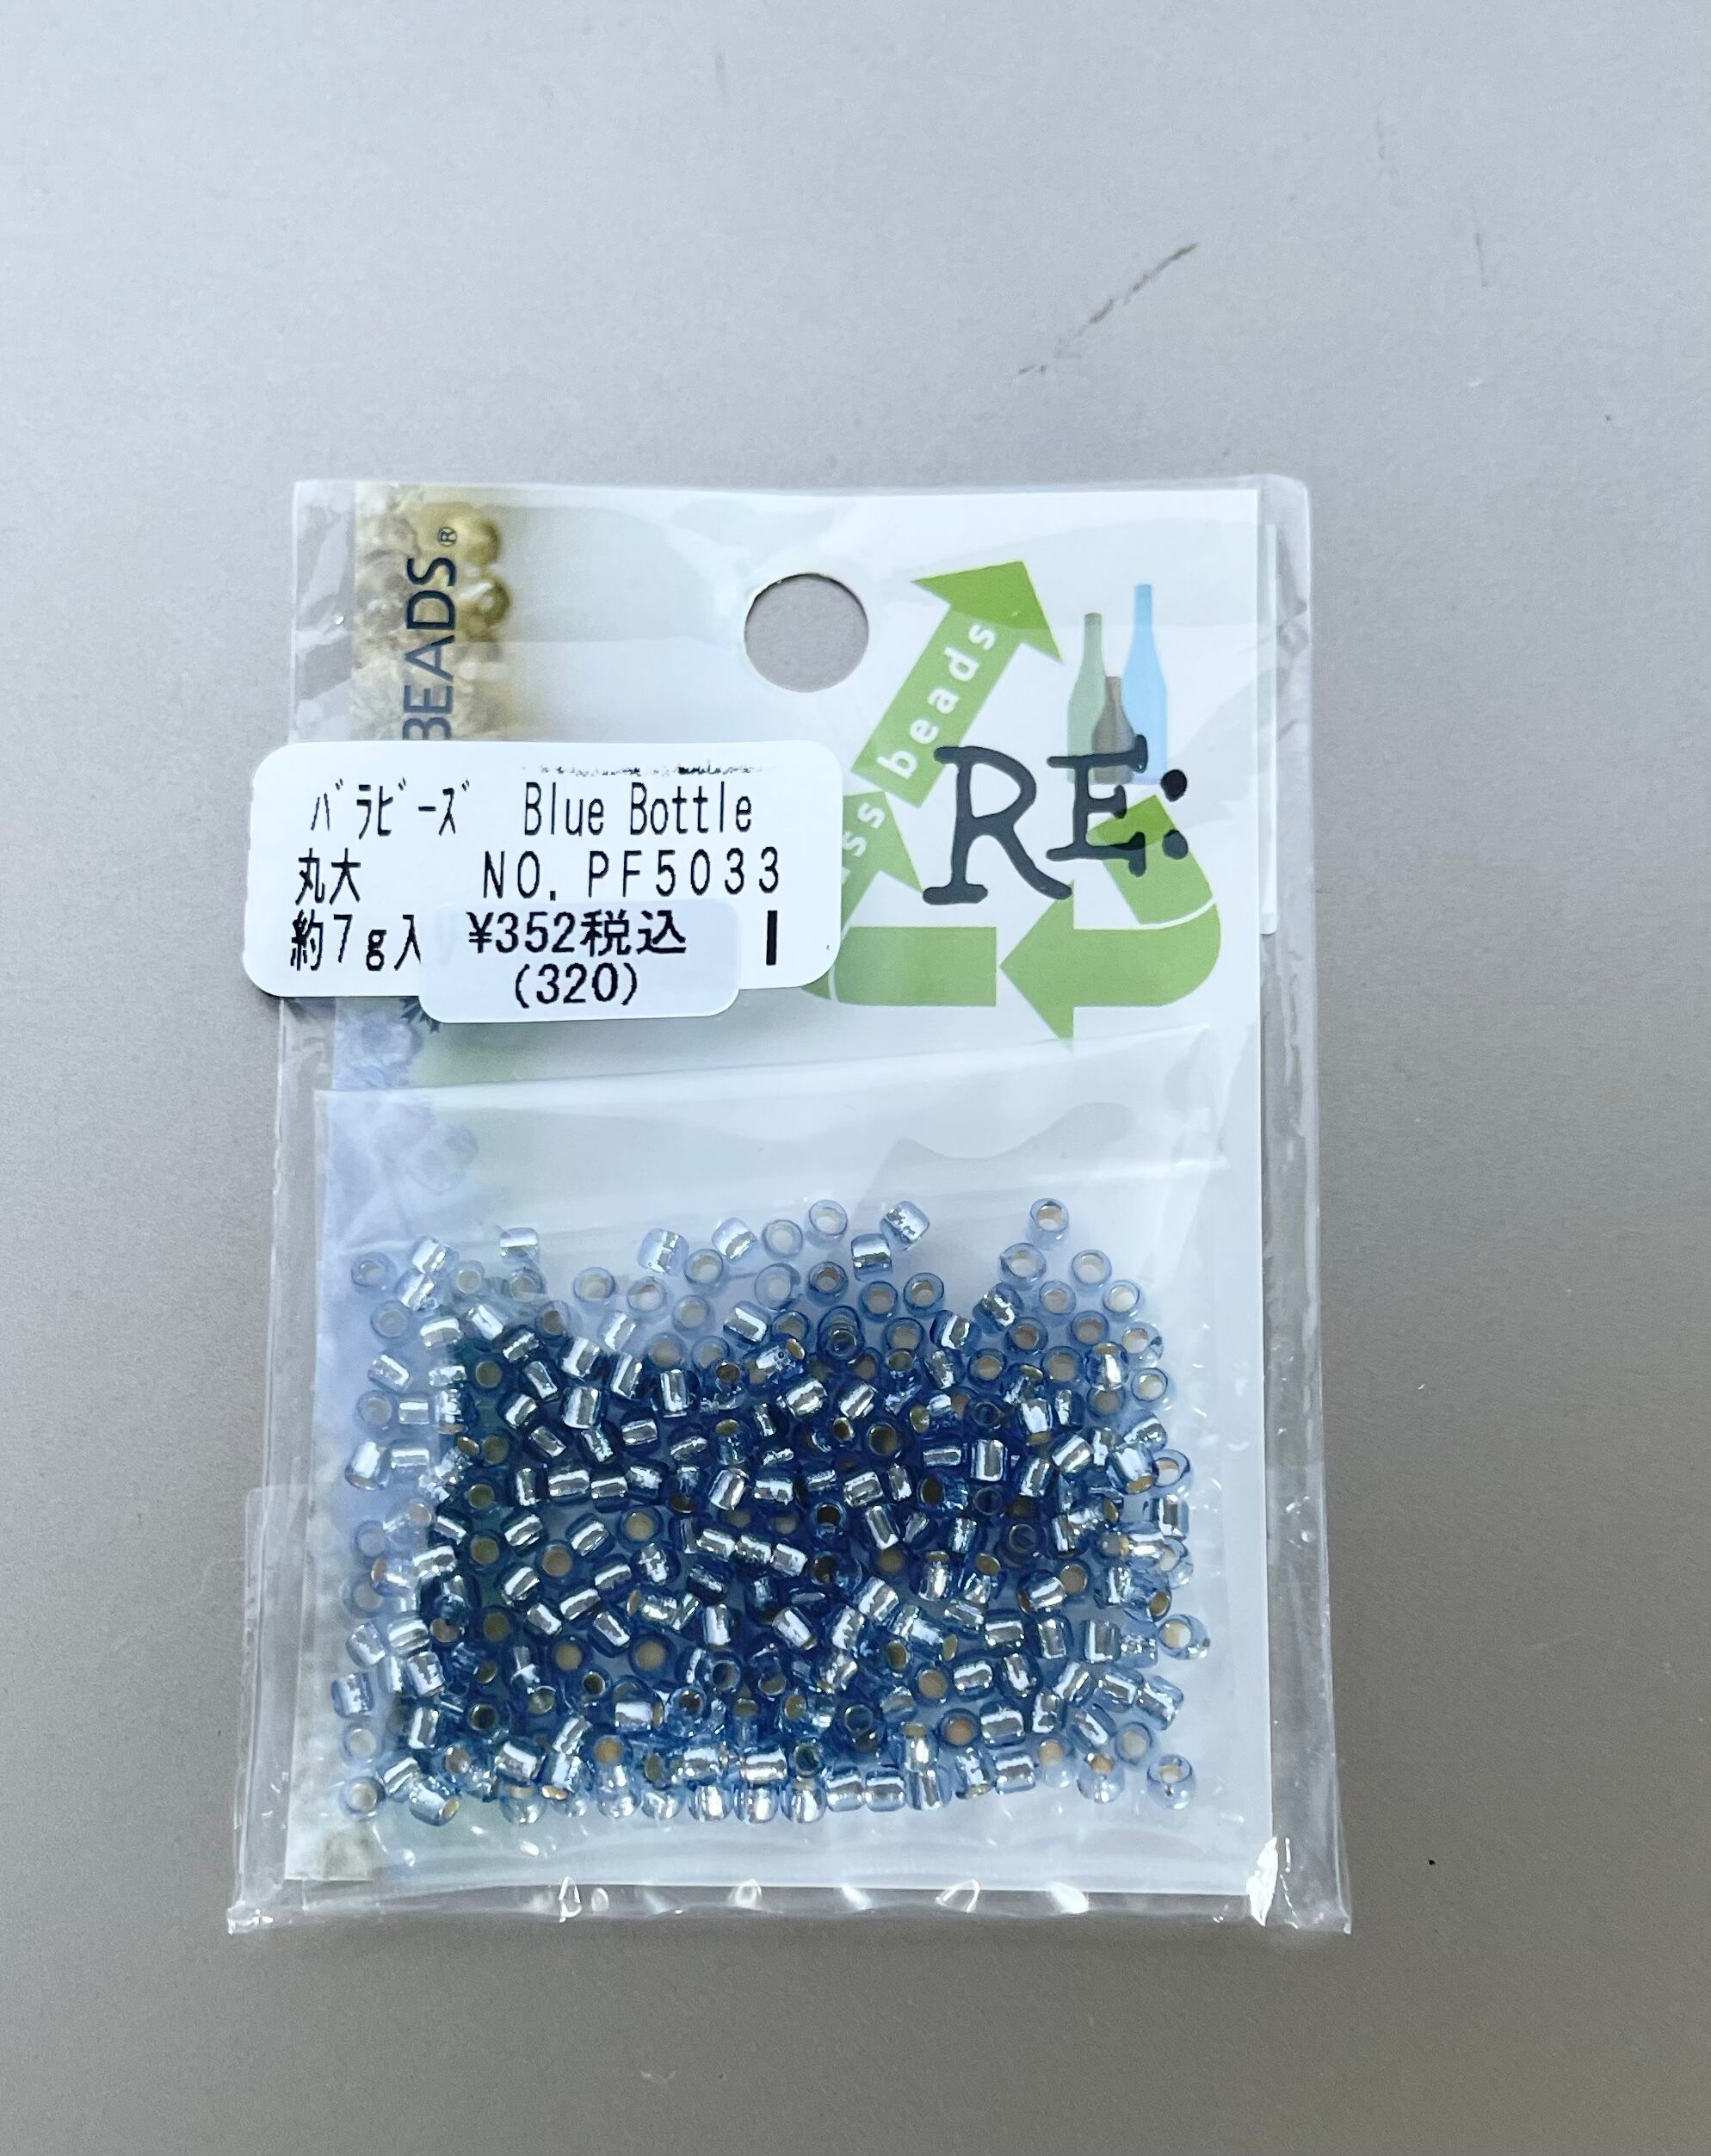 BEADS®
beads
ss
RE:
ﾊﾞﾗﾋﾞｰｽﾞ Blue Bottle
丸大 NO. PF5033
約7g入
¥352税込
(320)